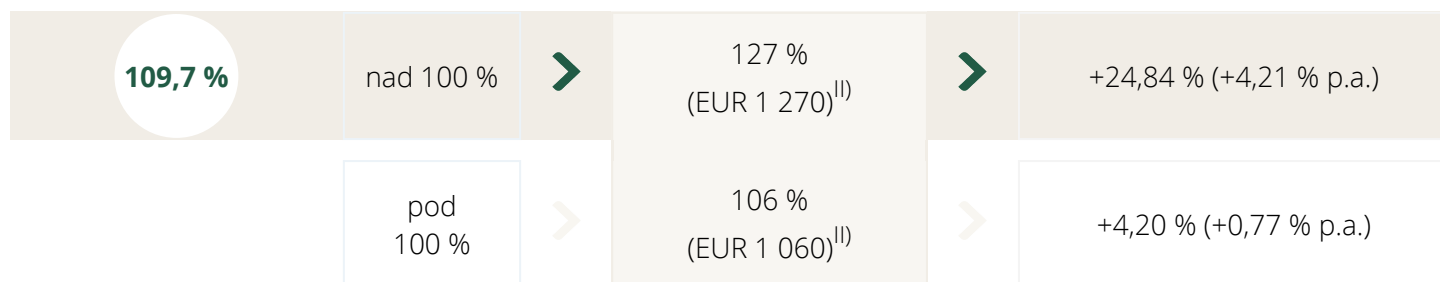 109,7 %
nad 100 %
127 %
(EUR 1 270)II)
+24,84 % (+4,21 % p.a.)
pod
100 %
106 %
(EUR 1 060)II)
+4,20 % (+0,77 % p.a.)